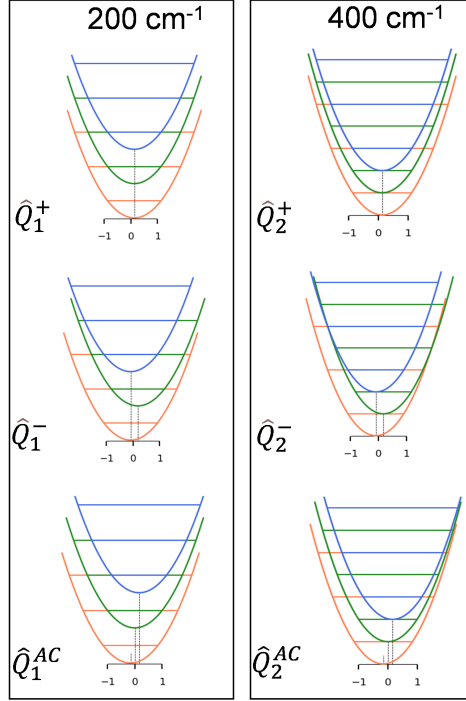 200 cm⁻¹
400 cm⁻¹
Q̂₁⁺
−1 0 1
Q̂₂⁺
−1 0 1
Q̂₁⁻
−1 0 1
Q̂₂⁻
−1 0 1
Q̂₁ᴬᶜ
−1 0 1
Q̂₂ᴬᶜ
−1 0 1